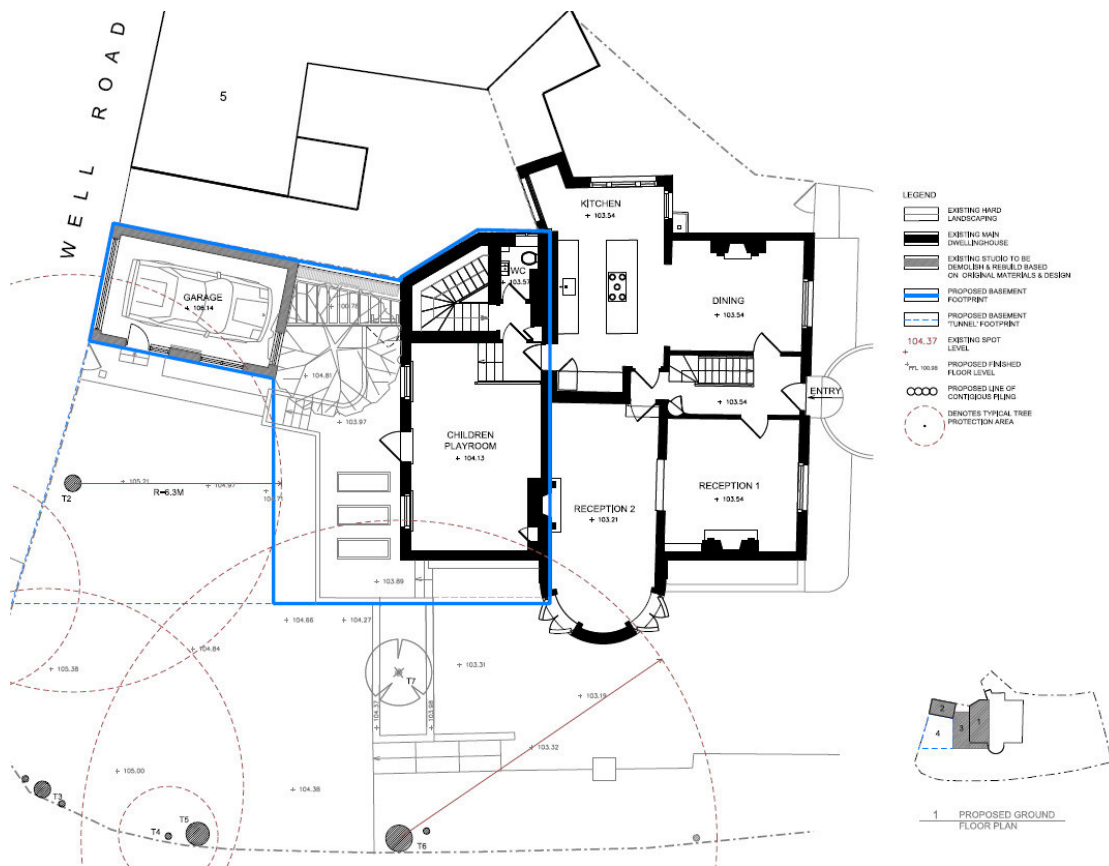 WELL ROAD
5
KITCHEN
+ 103.54
GARAGE
WC
103.57
DINING
+ 103.54
104.81
+ 103.97
CHILDREN
PLAYROOM
+ 104.13
+ 103.54
ENTRY
RECEPTION 1
+ 103.54
RECEPTION 2
+ 103.21
T2
105.21
+ 104.97
R=6.3M
+ 103.89
+ 104.66
+ 104.27
+ 104.84
+ 105.38
+ 103.31
T7
+ 103.19
+ 104.37
+ 103.98
+ 103.32
+ 105.00
+ 104.38
T3
T4
T5
T6
LEGEND
EXISTING HARD
LANDSCAPING
EXISTING MAIN
DWELLINGHOUSE
EXISTING STUDIO TO BE
DEMOLISH & REBUILD BASED
ON ORIGINAL MATERIALS & DESIGN
PROPOSED BASEMENT
FOOTPRINT
PROPOSED BASEMENT
'TUNNEL' FOOTPRINT
104.37
EXISTING SPOT
LEVEL
PROPOSED FINISHED
FLOOR LEVEL
PROPOSED LINE OF
CONTIGIOUS PILING
DENOTES TYPICAL TREE
PROTECTION AREA
2
1
3
4
1 PROPOSED GROUND
FLOOR PLAN